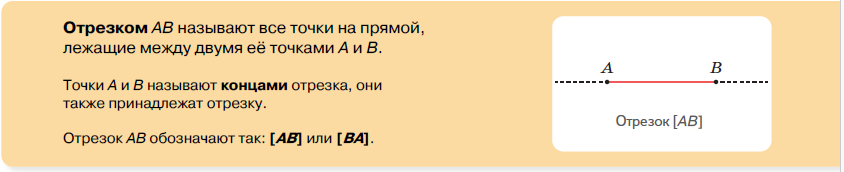 Отрезком AB называют все точки на прямой,
лежащие между двумя её точками A и B.
Точки A и B называют концами отрезка, они
также принадлежат отрезку.
Отрезок AB обозначают так: [AB] или [BA].
A B
Отрезок [AB]